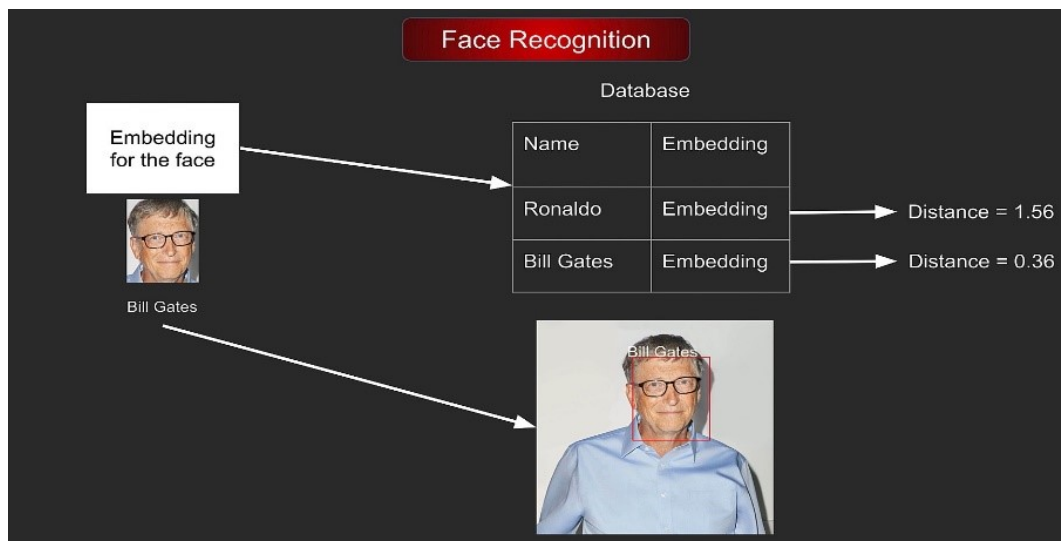 Face Recognition
Database
Embedding
for the face
Name Embedding
Ronaldo Embedding Distance = 1.56
Bill Gates Embedding Distance = 0.36
Bill Gates
Bill Gates